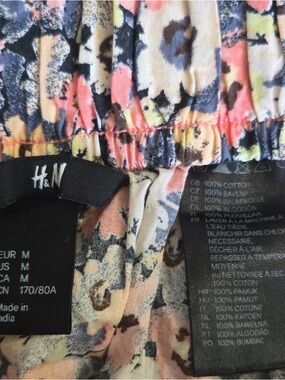 H&M
EUR M
US M
CA M
CN 170/80A
Made in
India
GB 100% COTTON
CZ 100% BAVLNA
DE 100% BAUMWOLLE
ES 100% ALGODÓN
FI 100% PUUVILLAA
FR LAVER À LA MACHINE À
L'EAU TIÈDE.
BLANCHIR SANS CHLORE
NÉCESSAIRE.
SÉCHER À L'AIR.
REPASSER À TEMPÉRATURE
MOYENNE.
NETTOYAGE À SEC
100% COTON
HR 100% PAMUK
HU 100% PAMUT
IT 100% COTONE
NL 100% KATOEN
PL 100% BAWEŁNA
PT 100% ALGODÃO
RO 100% BUMBAC